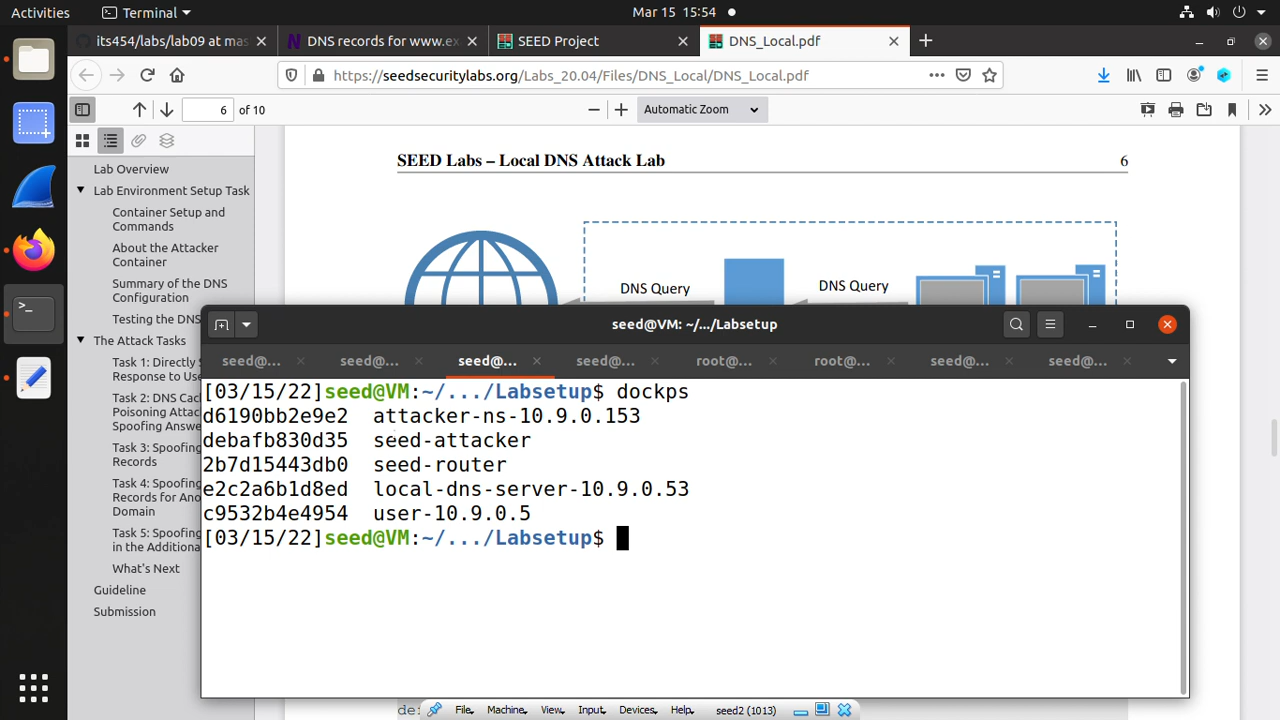 Activities Terminal Mar 15 15:54
its454/labs/lab09 at mas DNS records for www.ex SEED Project DNS_Local.pdf
https://seedsecuritylabs.org/Labs_20.04/Files/DNS_Local/DNS_Local.pdf
6 of 10 Automatic Zoom
Lab Overview
Lab Environment Setup Task
Container Setup and
Commands
About the Attacker
Container
Summary of the DNS
Configuration
Testing the DNS
The Attack Tasks
Task 1: Directly S
Response to Use
Task 2: DNS Cac
Poisoning Attac
Spoofing Answe
Task 3: Spoofing
Records
Task 4: Spoofing
Records for Ano
Domain
Task 5: Spoofing
in the Additiona
What's Next
Guideline
Submission
SEED Labs – Local DNS Attack Lab 6
DNS Query DNS Query
seed@VM: ~/.../Labsetup
seed@... seed@... seed@... seed@... root@... root@... seed@... seed@...
[03/15/22]seed@VM:~/.../Labsetup$ dockps
d6190bb2e9e2 attacker-ns-10.9.0.153
debafb830d35 seed-attacker
2b7d15443db0 seed-router
e2c2a6b1d8ed local-dns-server-10.9.0.53
c9532b4e4954 user-10.9.0.5
[03/15/22]seed@VM:~/.../Labsetup$
File Machine View Input Devices Help seed2 (1013)